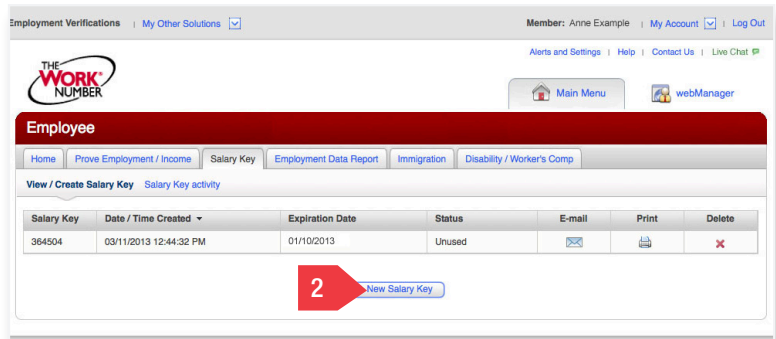 Employment Verifications | My Other Solutions Member: Anne Example | My Account | Log Out
Alerts and Settings | Help | Contact Us | Live Chat
THE
WORK
NUMBER
Main Menu webManager
Employee
Home Prove Employment / Income Salary Key Employment Data Report Immigration Disability / Worker's Comp
View / Create Salary Key Salary Key activity
Salary Key Date / Time Created Expiration Date Status E-mail Print Delete
364504 03/11/2013 12:44:32 PM 01/10/2013 Unused
2 New Salary Key